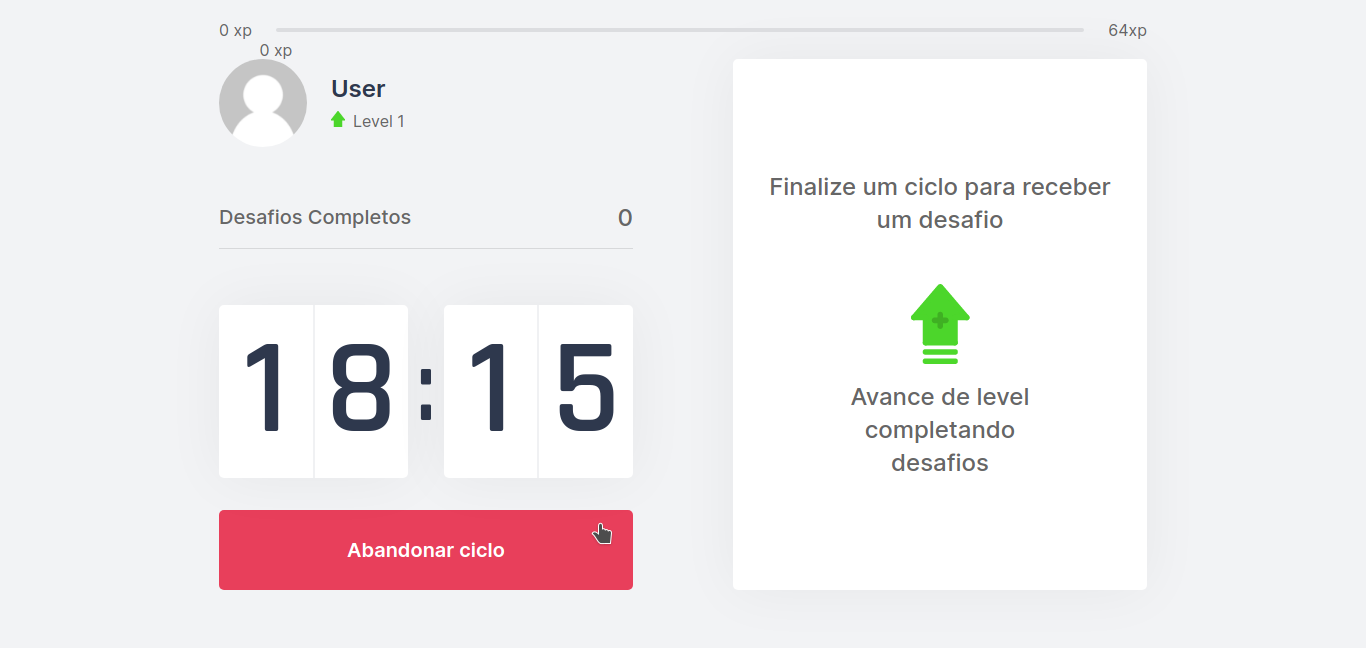 0 xp
64xp
0 xp
User
Level 1
Desafios Completos
0
18:15
Abandonar ciclo
Finalize um ciclo para receber
um desafio
Avance de level
completando
desafios